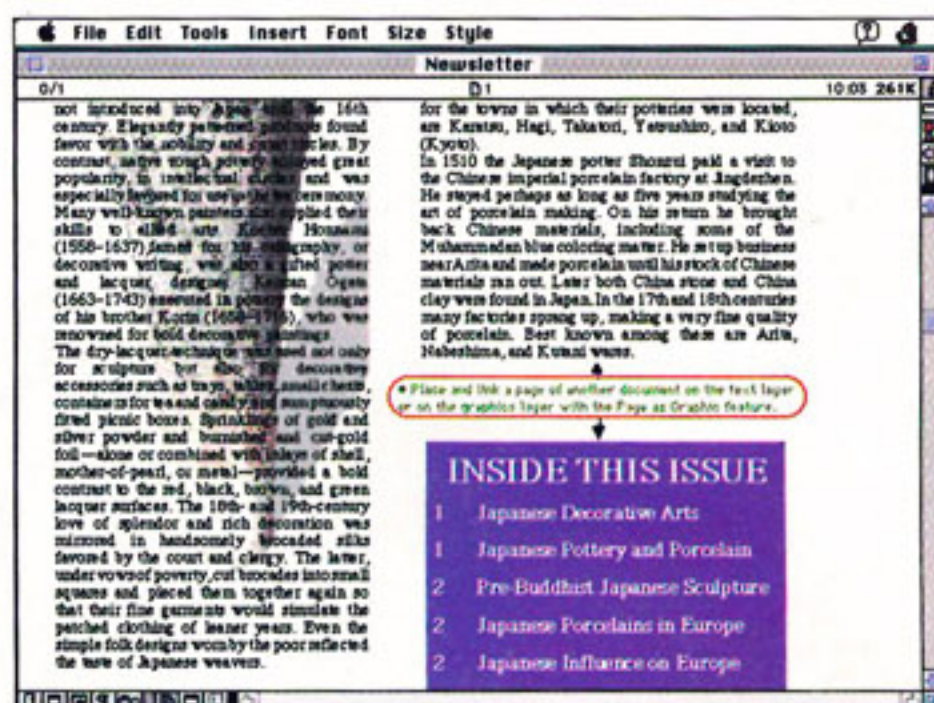 File Edit Tools Insert Font Size Style
Newsletter
0/1
1
10:03 261K
not introduced into Japan until the 16th
century. Elegantly patterned products found
favor with the nobility and circles. By
contrast, native rough pottery enjoyed great
popularity, in intellectual circles and was
especially favored for use in the tea ceremony.
Many well-known painters also applied their
skills to allied arts Koetsu Honnami
(1558–1637), famed for his calligraphy, or
decorative writing, was also a gifted potter
and lacquer designer. Kenzan Ogata
(1663–1743) executed in pottery the designs
of his brother Korin (1658–1716), who was
renowned for bold decorative paintings
The dry-lacquer technique was used not only
for sculpture but also for decorative
accessories such as trays, tables, small chests,
containers for tea and candy and sumptuously
fitted picnic boxes. Sprinklings of gold and
silver powder and burnished and cut-gold
foil—alone or combined with inlays of shell,
mother-of-pearl, or metal—provided a bold
contrast to the red, black, brown, and green
lacquer surfaces. The 18th- and 19th-century
love of splendor and rich decoration was
mirrored in handsomely brocaded silks
favored by the court and clergy. The latter,
under vows of poverty, cut brocades into small
squares and pieced them together again so
that their fine garments would simulate the
patched clothing of leaner years. Even the
simple folk designs worn by the poor reflected
the taste of Japanese weavers.
for the towns in which their potteries were located,
are Karatsu, Hagi, Takatori, Yatsushiro, and Kioto
(Kyoto).
In 1510 the Japanese potter Shonzui paid a visit to
the Chinese imperial porcelain factory at Jingdezhen.
He stayed perhaps as long as five years studying the
art of porcelain making. On his return he brought
back Chinese materials, including some of the
Muhammadan blue coloring matter. He set up business
near Arita and made porcelain until his stock of Chinese
materials ran out. Later both China stone and China
clay were found in Japan. In the 17th and 18th centuries
many factories sprang up, making a very fine quality
of porcelain. Best known among these are Arita,
Nabeshima, and Kutani wares.
• Place and link a page of another document on the text layer
or on the graphics layer with the Page as Graphic feature.
INSIDE THIS ISSUE
1 Japanese Decorative Arts
1 Japanese Pottery and Porcelain
2 Pre-Buddhist Japanese Sculpture
2 Japanese Porcelains in Europe
2 Japanese Influence on Europe